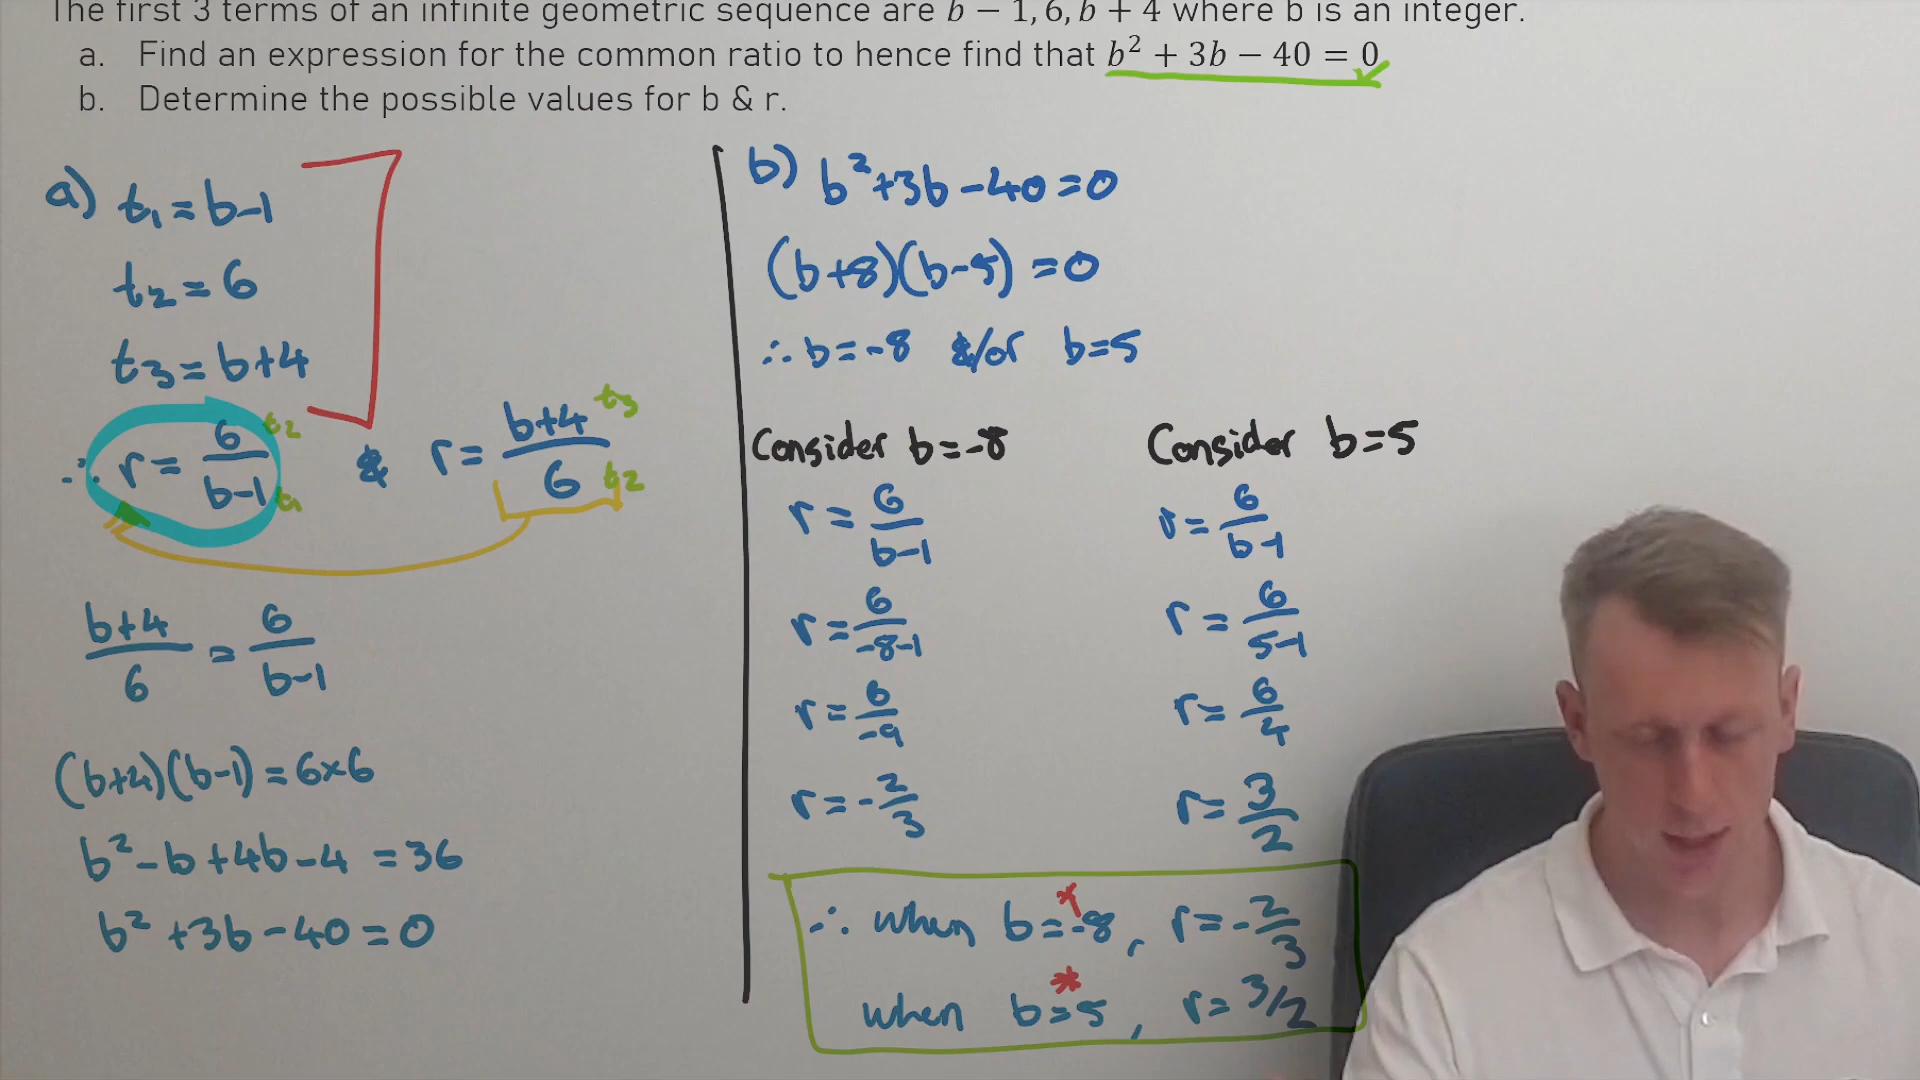 The first 3 terms of an infinite geometric sequence are b − 1, 6, b + 4 where b is an integer.
a. Find an expression for the common ratio to hence find that b² + 3b − 40 = 0
b. Determine the possible values for b & r.
a) t₁ = b-1
t₂ = 6
t₃ = b+4
∴ r = 6/(b-1) t₂ t₁ & r = (b+4)/6 t₃ t₂
(b+4)/6 = 6/(b-1)
(b+4)(b-1) = 6×6
b² - b + 4b - 4 = 36
b² + 3b - 40 = 0
b) b² + 3b - 40 = 0
(b+8)(b-5) = 0
∴ b = -8 &/or b = 5
Consider b = -8
r = 6/(b-1)
r = 6/(-8-1)
r = 6/-9
r = -2/3
Consider b = 5
r = 6/(b-1)
r = 6/(5-1)
r = 6/4
r = 3/2
∴ when b = -8*, r = -2/3
when b = 5*, r = 3/2